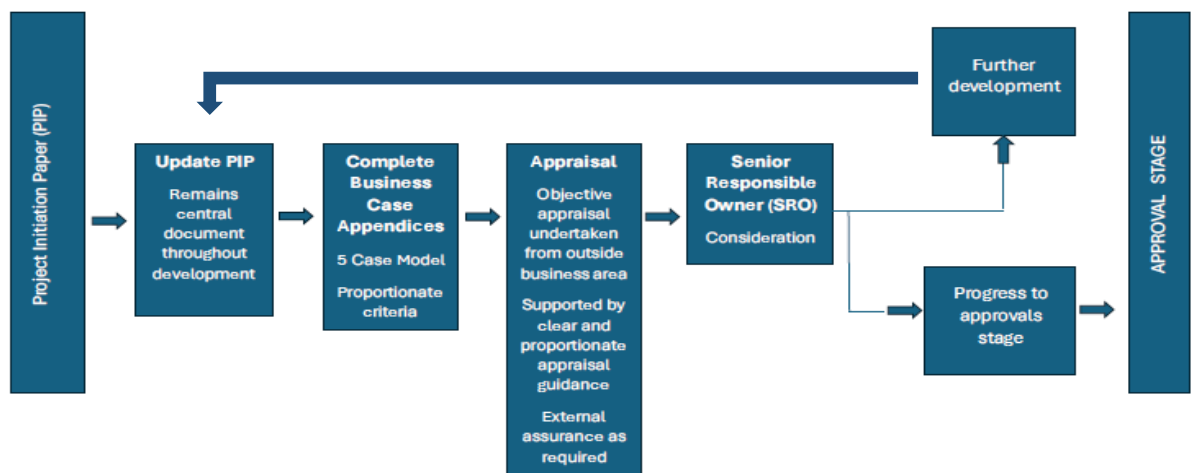 Project Initiation Paper (PIP)
Update PIP
Remains
central
document
throughout
development
Complete
Business
Case
Appendices
5 Case Model
Proportionate
criteria
Appraisal
Objective
appraisal
undertaken
from outside
business area
Supported by
clear and
proportionate
appraisal
guidance
External
assurance as
required
Senior
Responsible
Owner (SRO)
Consideration
Further
development
Progress to
approvals
stage
APPROVAL STAGE